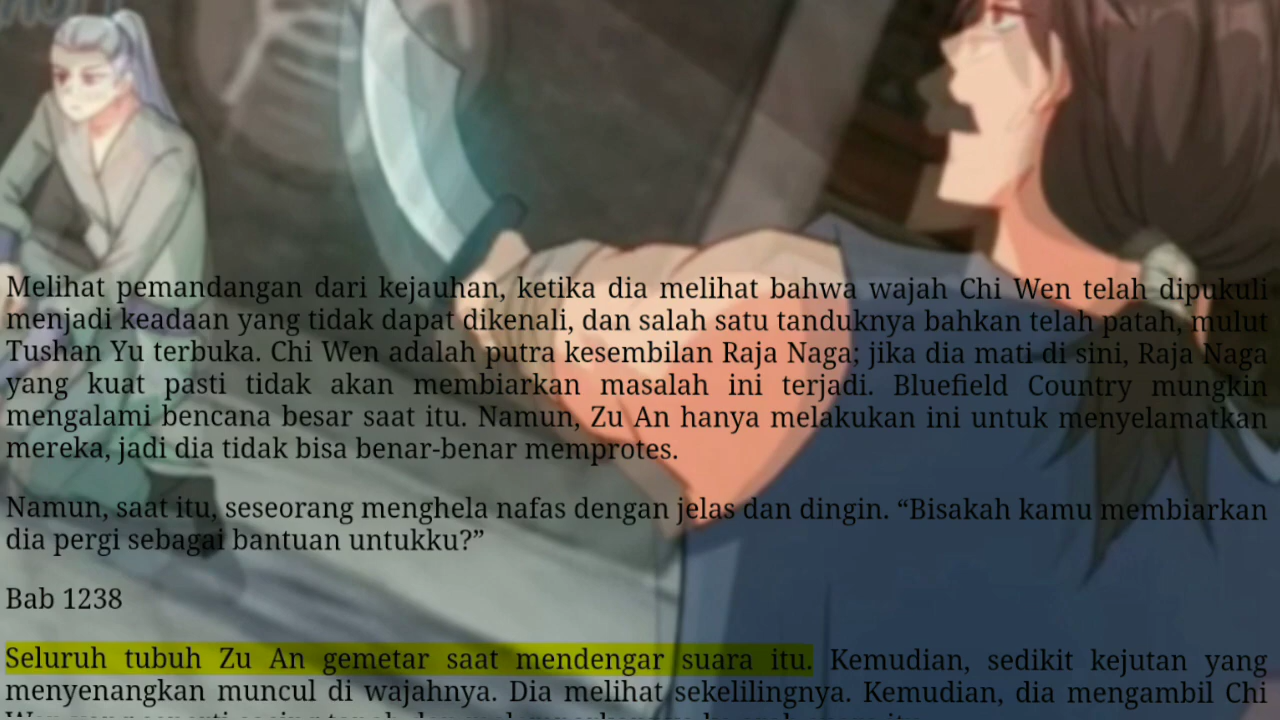 Melihat pemandangan dari kejauhan, ketika dia melihat bahwa wajah Chi Wen telah dipukuli
menjadi keadaan yang tidak dapat dikenali, dan salah satu tanduknya bahkan telah patah, mulut
Tushan Yu terbuka. Chi Wen adalah putra kesembilan Raja Naga; jika dia mati di sini, Raja Naga
yang kuat pasti tidak akan membiarkan masalah ini terjadi. Bluefield Country mungkin
mengalami bencana besar saat itu. Namun, Zu An hanya melakukan ini untuk menyelamatkan
mereka, jadi dia tidak bisa benar-benar memprotes.
Namun, saat itu, seseorang menghela nafas dengan jelas dan dingin. “Bisakah kamu membiarkan
dia pergi sebagai bantuan untukku?”
Bab 1238
Seluruh tubuh Zu An gemetar saat mendengar suara itu. Kemudian, sedikit kejutan yang
menyenangkan muncul di wajahnya. Dia melihat sekelilingnya. Kemudian, dia mengambil Chi